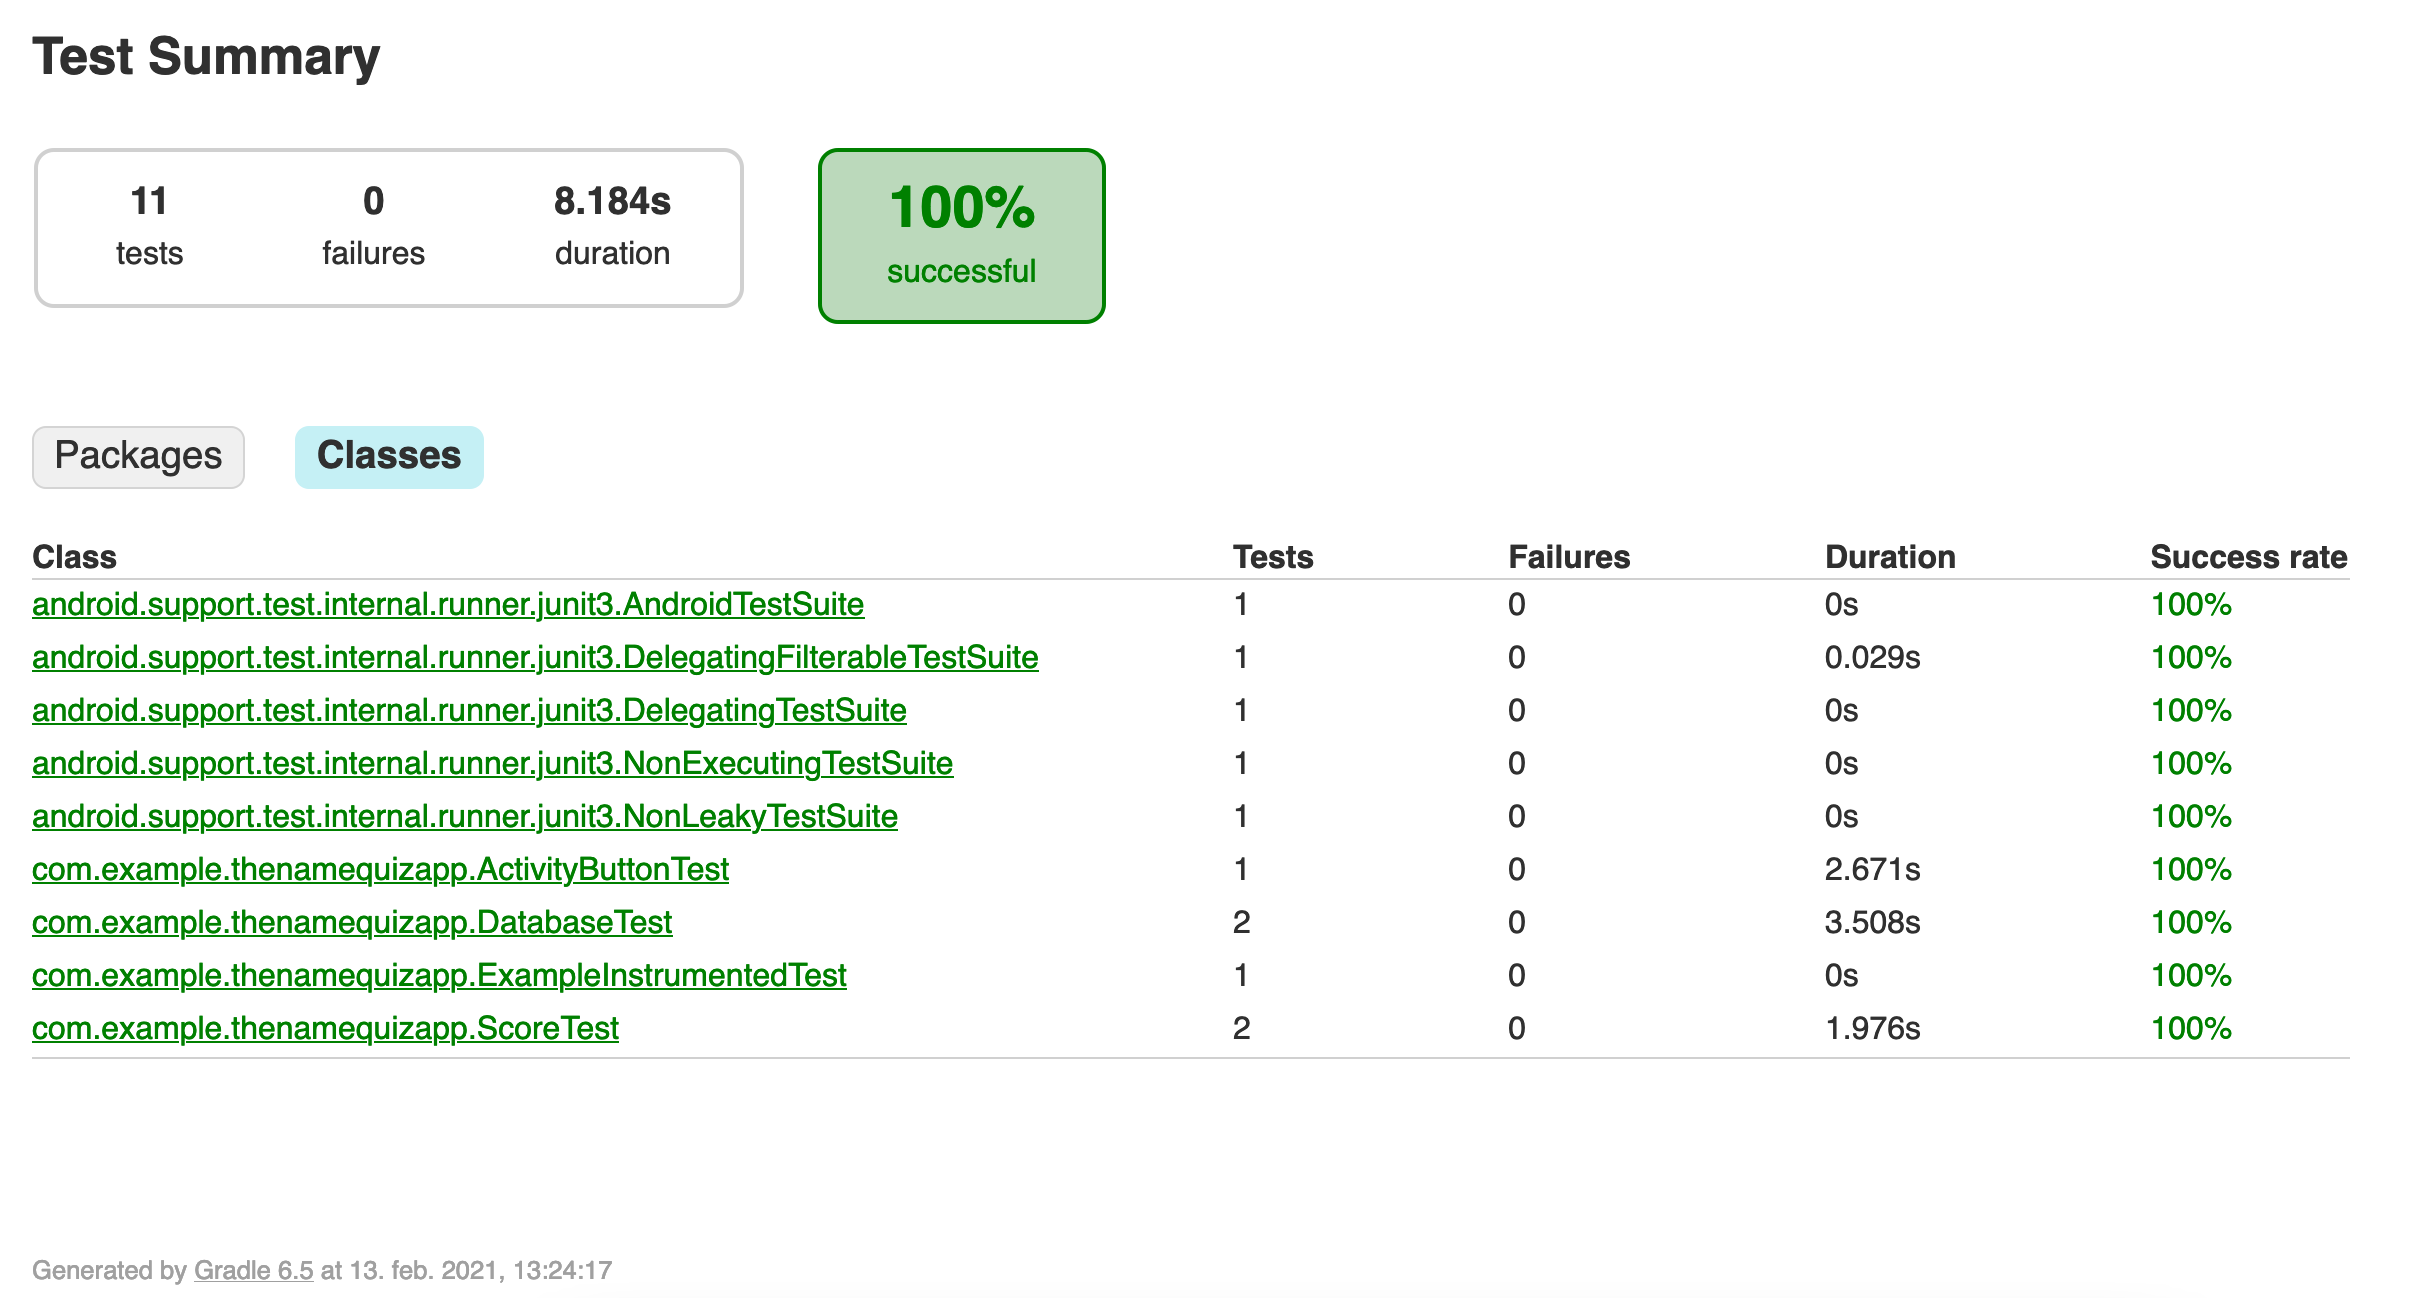 Test Summary
11 0 8.184s 100%
tests failures duration successful
Packages Classes
Class Tests Failures Duration Success rate
android.support.test.internal.runner.junit3.AndroidTestSuite 1 0 0s 100%
android.support.test.internal.runner.junit3.DelegatingFilterableTestSuite 1 0 0.029s 100%
android.support.test.internal.runner.junit3.DelegatingTestSuite 1 0 0s 100%
android.support.test.internal.runner.junit3.NonExecutingTestSuite 1 0 0s 100%
android.support.test.internal.runner.junit3.NonLeakyTestSuite 1 0 0s 100%
com.example.thenamequizapp.ActivityButtonTest 1 0 2.671s 100%
com.example.thenamequizapp.DatabaseTest 2 0 3.508s 100%
com.example.thenamequizapp.ExampleInstrumentedTest 1 0 0s 100%
com.example.thenamequizapp.ScoreTest 2 0 1.976s 100%
Generated by Gradle 6.5 at 13. feb. 2021, 13:24:17